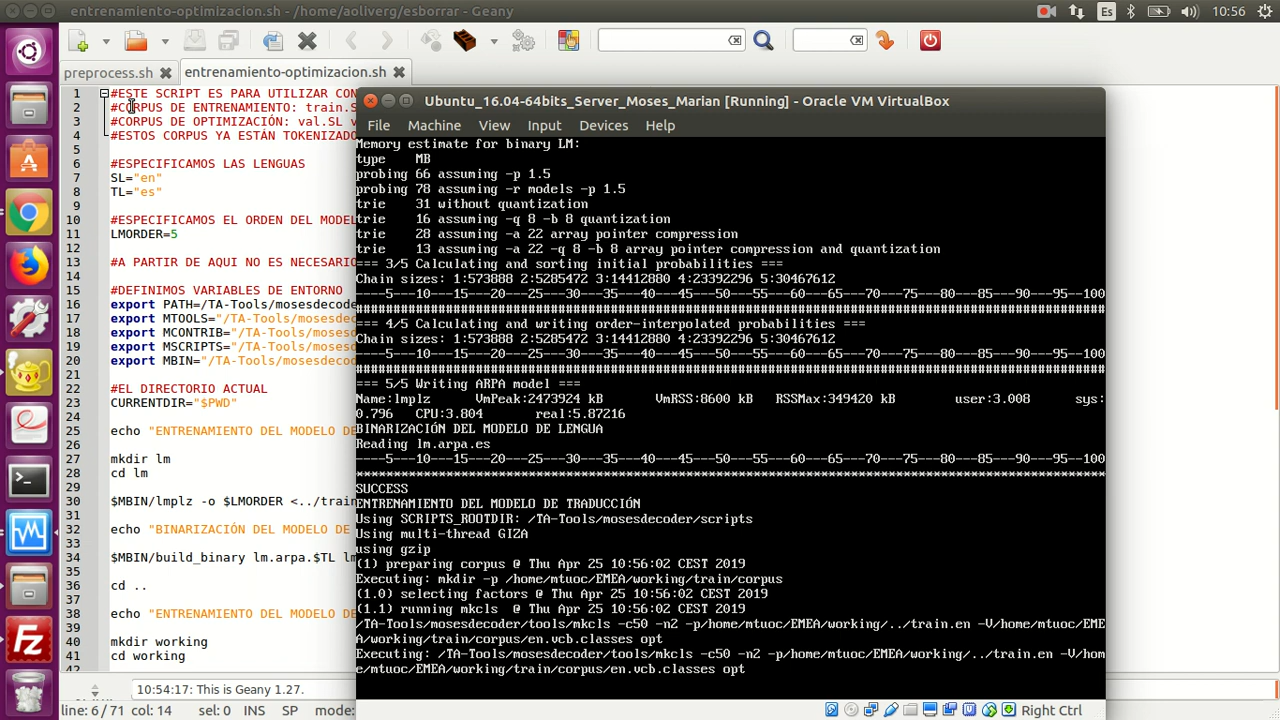 entrenamiento-optimizacion.sh - /home/aoliverg/esborrar - Geany
Es
10:56
preprocess.sh
entrenamiento-optimizacion.sh
1 #ESTE SCRIPT ES PARA UTILIZAR CON
2 #CORPUS DE ENTRENAMIENTO: train.S
3 #CORPUS DE OPTIMIZACIÓN: val.SL v
4 #ESTOS CORPUS YA ESTÁN TOKENIZADO
5
6 #ESPECIFICAMOS LAS LENGUAS
7 SL="en"
8 TL="es"
9
10 #ESPECIFICAMOS EL ORDEN DEL MODEL
11 LMORDER=5
12
13 #A PARTIR DE AQUI NO ES NECESARIO
14
15 #DEFINIMOS VARIABLES DE ENTORNO
16 export PATH=/TA-Tools/mosesdecode
17 export MTOOLS="/TA-Tools/mosesdec
18 export MCONTRIB="/TA-Tools/mosesd
19 export MSCRIPTS="/TA-Tools/mosesd
20 export MBIN="/TA-Tools/mosesdecod
21
22 #EL DIRECTORIO ACTUAL
23 CURRENTDIR="$PWD"
24
25 echo "ENTRENAMIENTO DEL MODELO DE
26
27 mkdir lm
28 cd lm
29
30 $MBIN/lmplz -o $LMORDER <../train
31
32 echo "BINARIZACIÓN DEL MODELO DE
33
34 $MBIN/build_binary lm.arpa.$TL lm
35
36 cd ..
37
38 echo "ENTRENAMIENTO DEL MODELO DE
39
40 mkdir working
41 cd working
42
10:54:17: This is Geany 1.27.
line: 6 / 71 col: 14 sel: 0 INS SP mode:
Ubuntu_16.04-64bits_Server_Moses_Marian [Running] - Oracle VM VirtualBox
File Machine View Input Devices Help
Memory estimate for binary LM:
type MB
probing 66 assuming -p 1.5
probing 78 assuming -r models -p 1.5
trie 31 without quantization
trie 16 assuming -q 8 -b 8 quantization
trie 28 assuming -a 22 array pointer compression
trie 13 assuming -a 22 -q 8 -b 8 array pointer compression and quantization
=== 3/5 Calculating and sorting initial probabilities ===
Chain sizes: 1:573888 2:5285472 3:14412880 4:23392296 5:30467612
----5---10---15---20---25---30---35---40---45---50---55---60---65---70---75---80---85---90---95--100
####################################################################################################
=== 4/5 Calculating and writing order-interpolated probabilities ===
Chain sizes: 1:573888 2:5285472 3:14412880 4:23392296 5:30467612
----5---10---15---20---25---30---35---40---45---50---55---60---65---70---75---80---85---90---95--100
####################################################################################################
=== 5/5 Writing ARPA model ===
Name:lmplz VmPeak:2473924 kB VmRSS:8600 kB RSSMax:349420 kB user:3.008 sys:
0.796 CPU:3.804 real:5.87216
BINARIZACIÓN DEL MODELO DE LENGUA
Reading lm.arpa.es
----5---10---15---20---25---30---35---40---45---50---55---60---65---70---75---80---85---90---95--100
****************************************************************************************************
SUCCESS
ENTRENAMIENTO DEL MODELO DE TRADUCCIÓN
Using SCRIPTS_ROOTDIR: /TA-Tools/mosesdecoder/scripts
Using multi-thread GIZA
using gzip
(1) preparing corpus @ Thu Apr 25 10:56:02 CEST 2019
Executing: mkdir -p /home/mtuoc/EMEA/working/train/corpus
(1.0) selecting factors @ Thu Apr 25 10:56:02 CEST 2019
(1.1) running mkcls @ Thu Apr 25 10:56:02 CEST 2019
/TA-Tools/mosesdecoder/tools/mkcls -c50 -n2 -p/home/mtuoc/EMEA/working/../train.en -V/home/mtuoc/EME
A/working/train/corpus/en.vcb.classes opt
Executing: /TA-Tools/mosesdecoder/tools/mkcls -c50 -n2 -p/home/mtuoc/EMEA/working/../train.en -V/hom
e/mtuoc/EMEA/working/train/corpus/en.vcb.classes opt
Right Ctrl